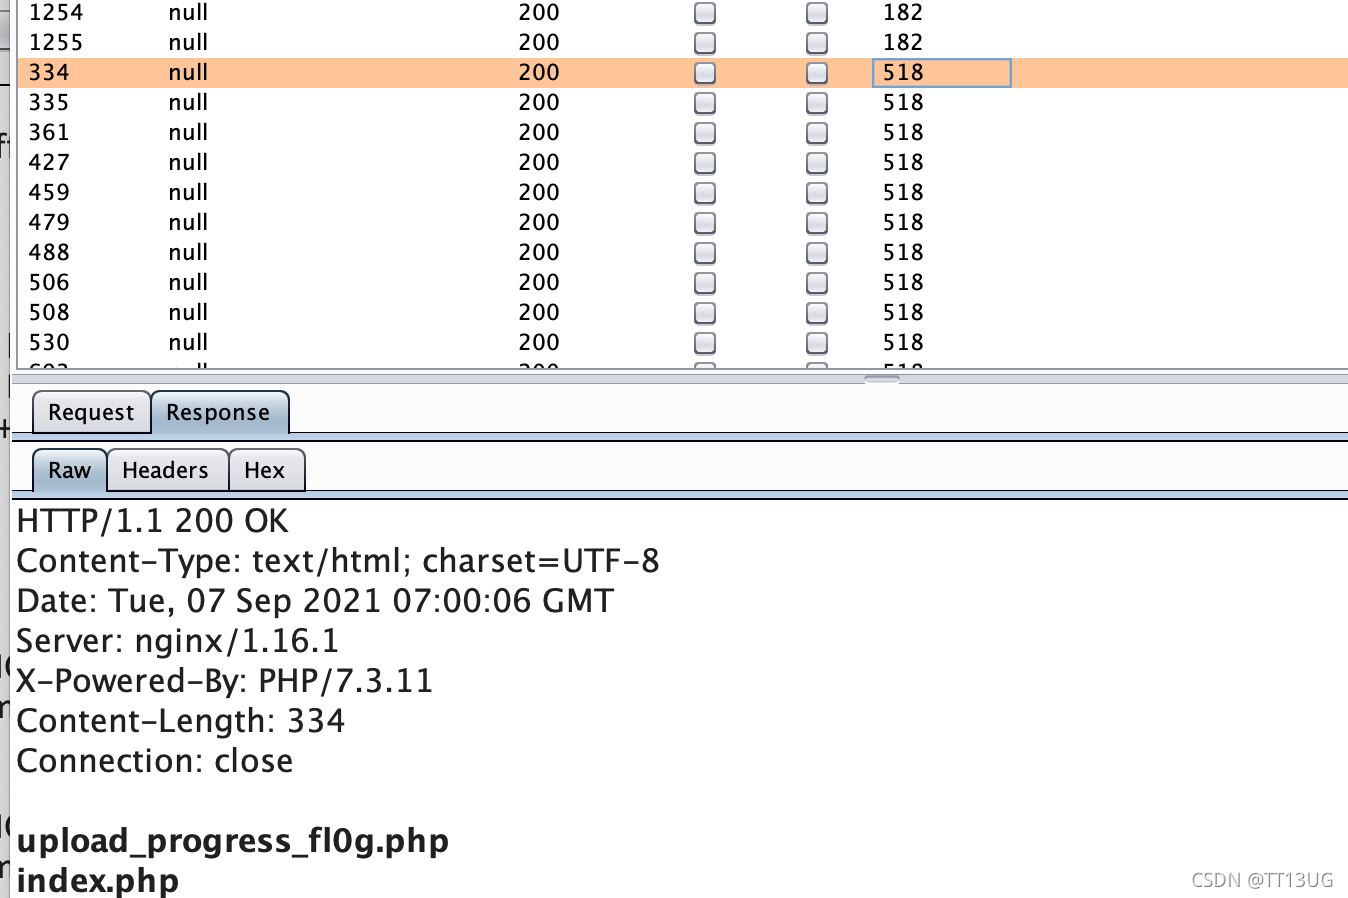 1254 null 200 182
1255 null 200 182
334 null 200 518
335 null 200 518
361 null 200 518
427 null 200 518
459 null 200 518
479 null 200 518
488 null 200 518
506 null 200 518
508 null 200 518
530 null 200 518
Request Response
Raw Headers Hex
HTTP/1.1 200 OK
Content-Type: text/html; charset=UTF-8
Date: Tue, 07 Sep 2021 07:00:06 GMT
Server: nginx/1.16.1
X-Powered-By: PHP/7.3.11
Content-Length: 334
Connection: close
upload_progress_fl0g.php
index.php
CSDN @TT13UG